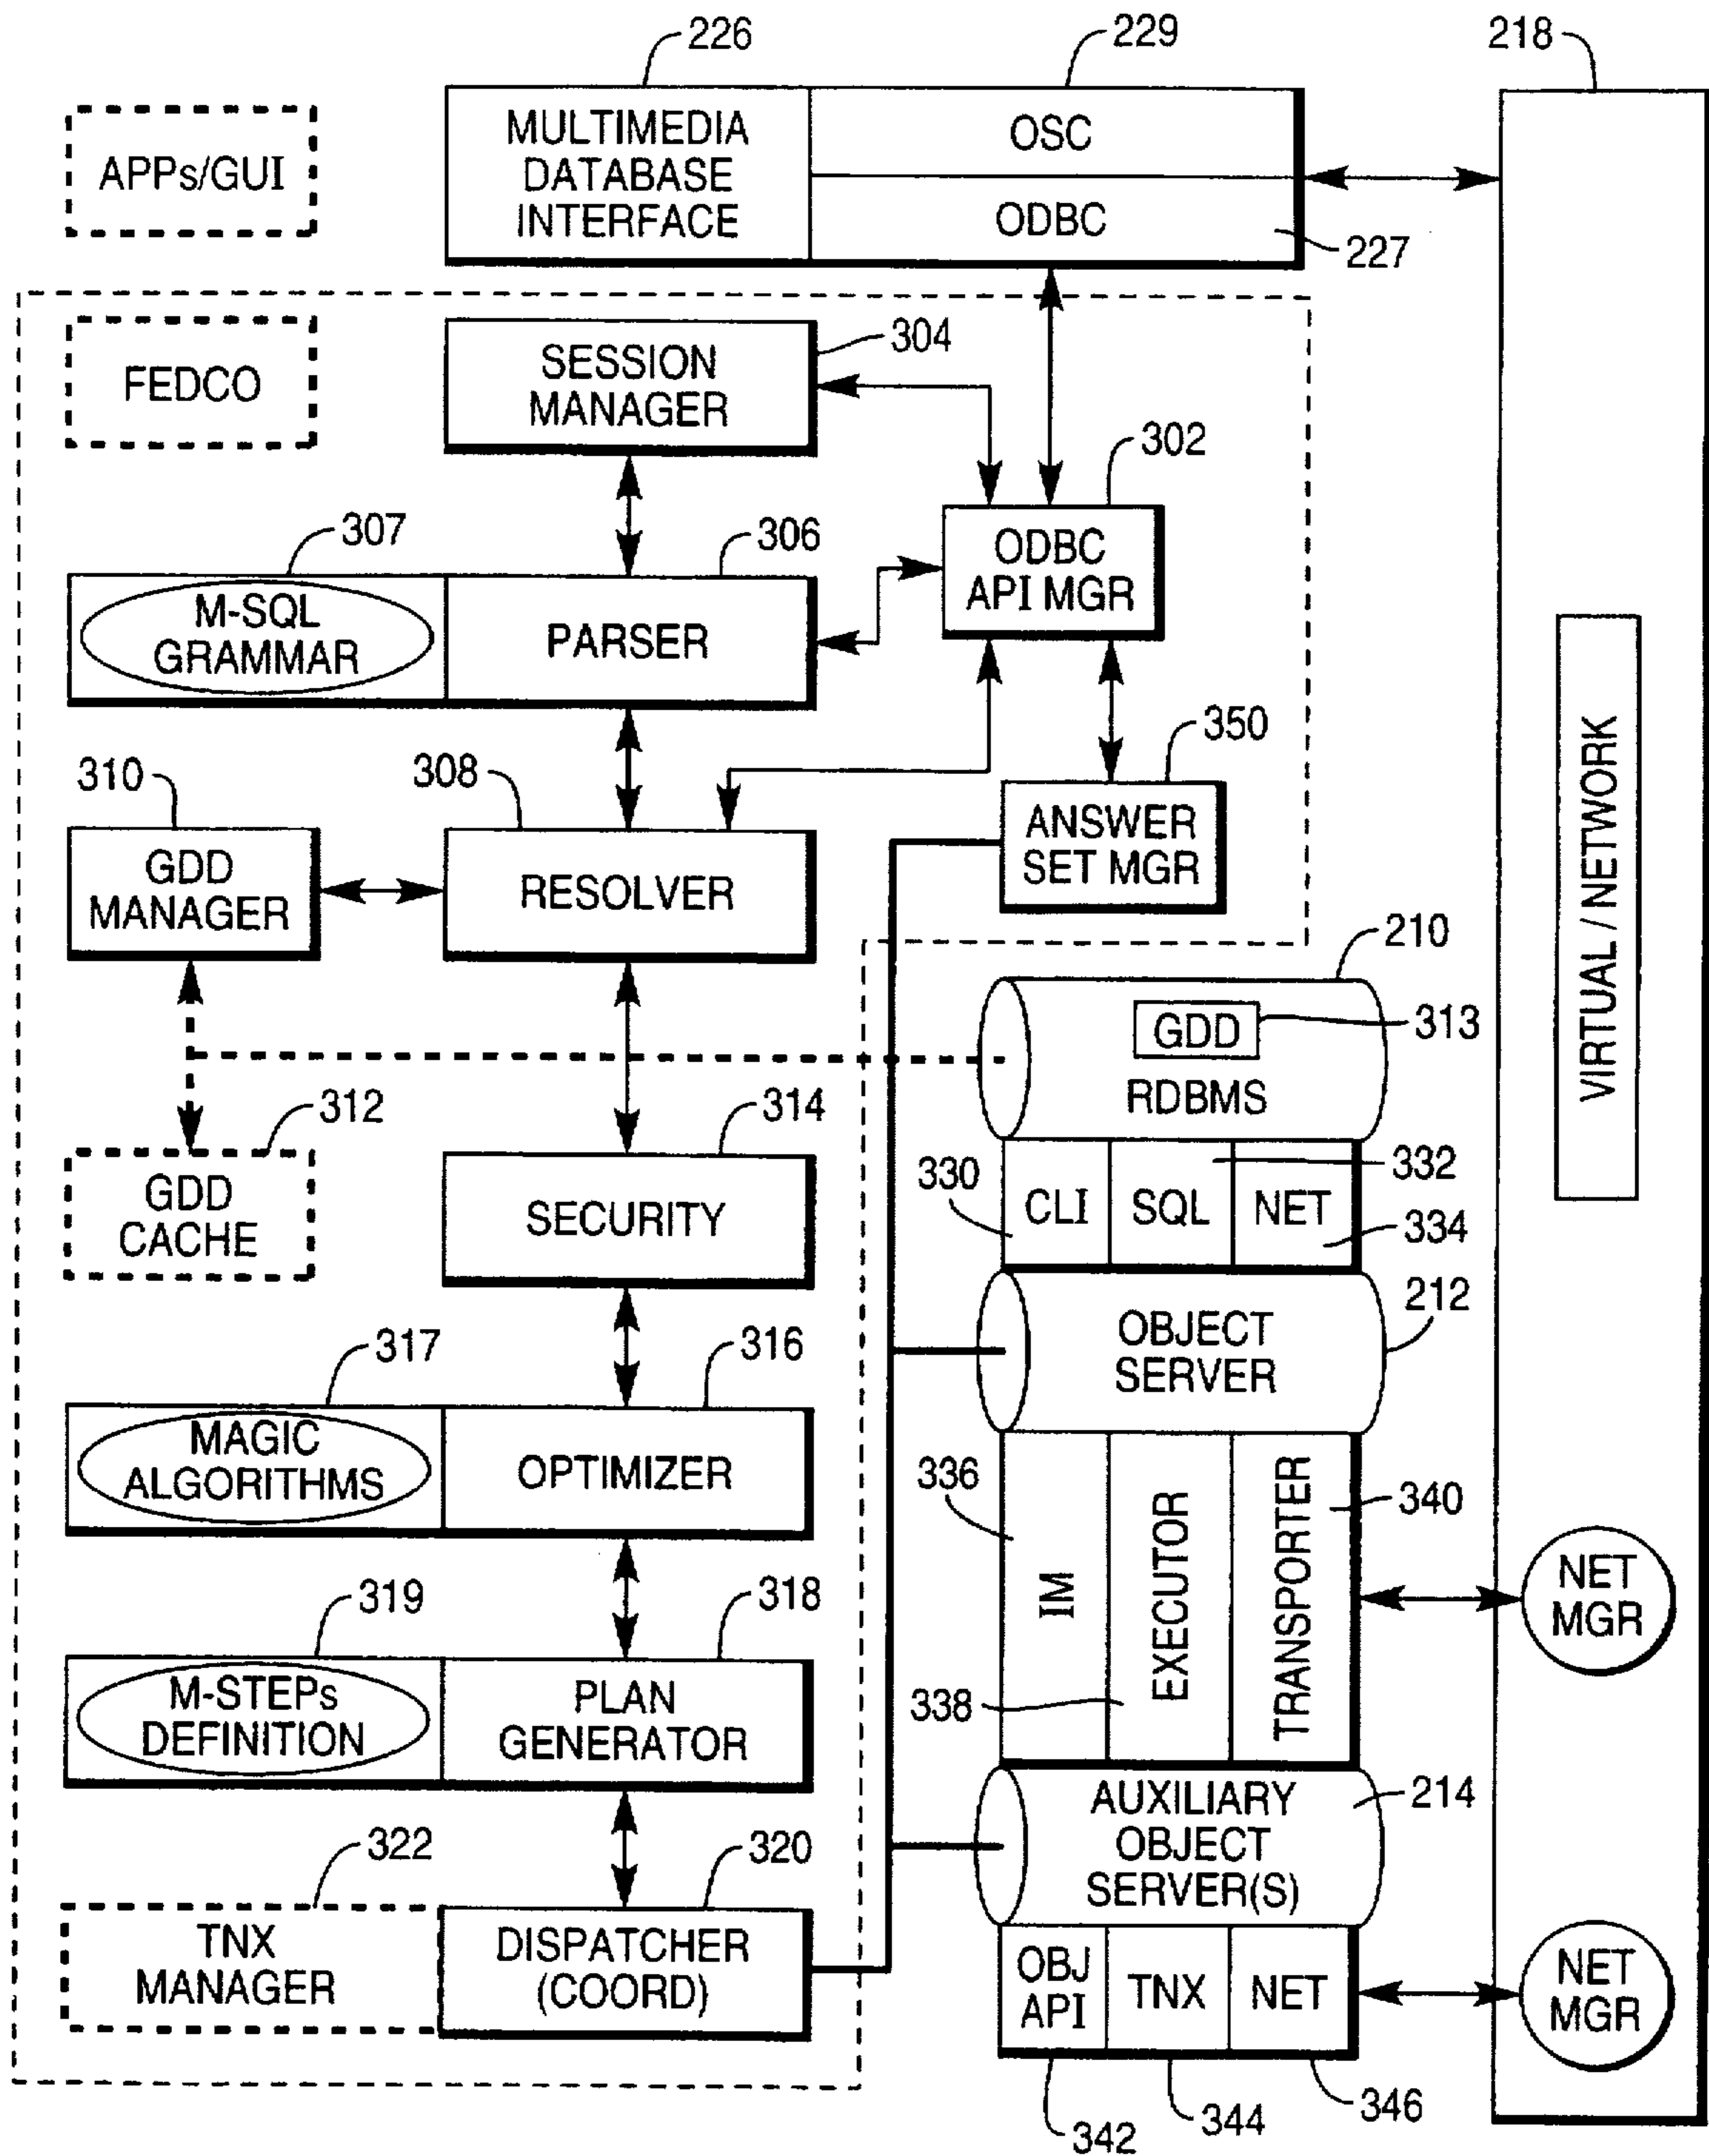 226
229
218
APPs/GUI
MULTIMEDIA
DATABASE
INTERFACE
OSC
ODBC
227
FEDCO
SESSION
MANAGER
304
302
307
306
ODBC
API MGR
M-SQL
GRAMMAR
PARSER
350
310
308
ANSWER
SET MGR
GDD
MANAGER
RESOLVER
VIRTUAL / NETWORK
210
GDD
313
RDBMS
312
314
GDD
CACHE
SECURITY
330
332
CLI
SQL
NET
334
212
OBJECT
SERVER
317
316
MAGIC
ALGORITHMS
OPTIMIZER
336
340
IM
EXECUTOR
TRANSPORTER
NET
MGR
319
318
338
M-STEPs
DEFINITION
PLAN
GENERATOR
AUXILIARY
OBJECT
SERVER(S)
214
322
320
TNX
MANAGER
DISPATCHER
(COORD)
OBJ
API
TNX
NET
NET
MGR
342
344
346